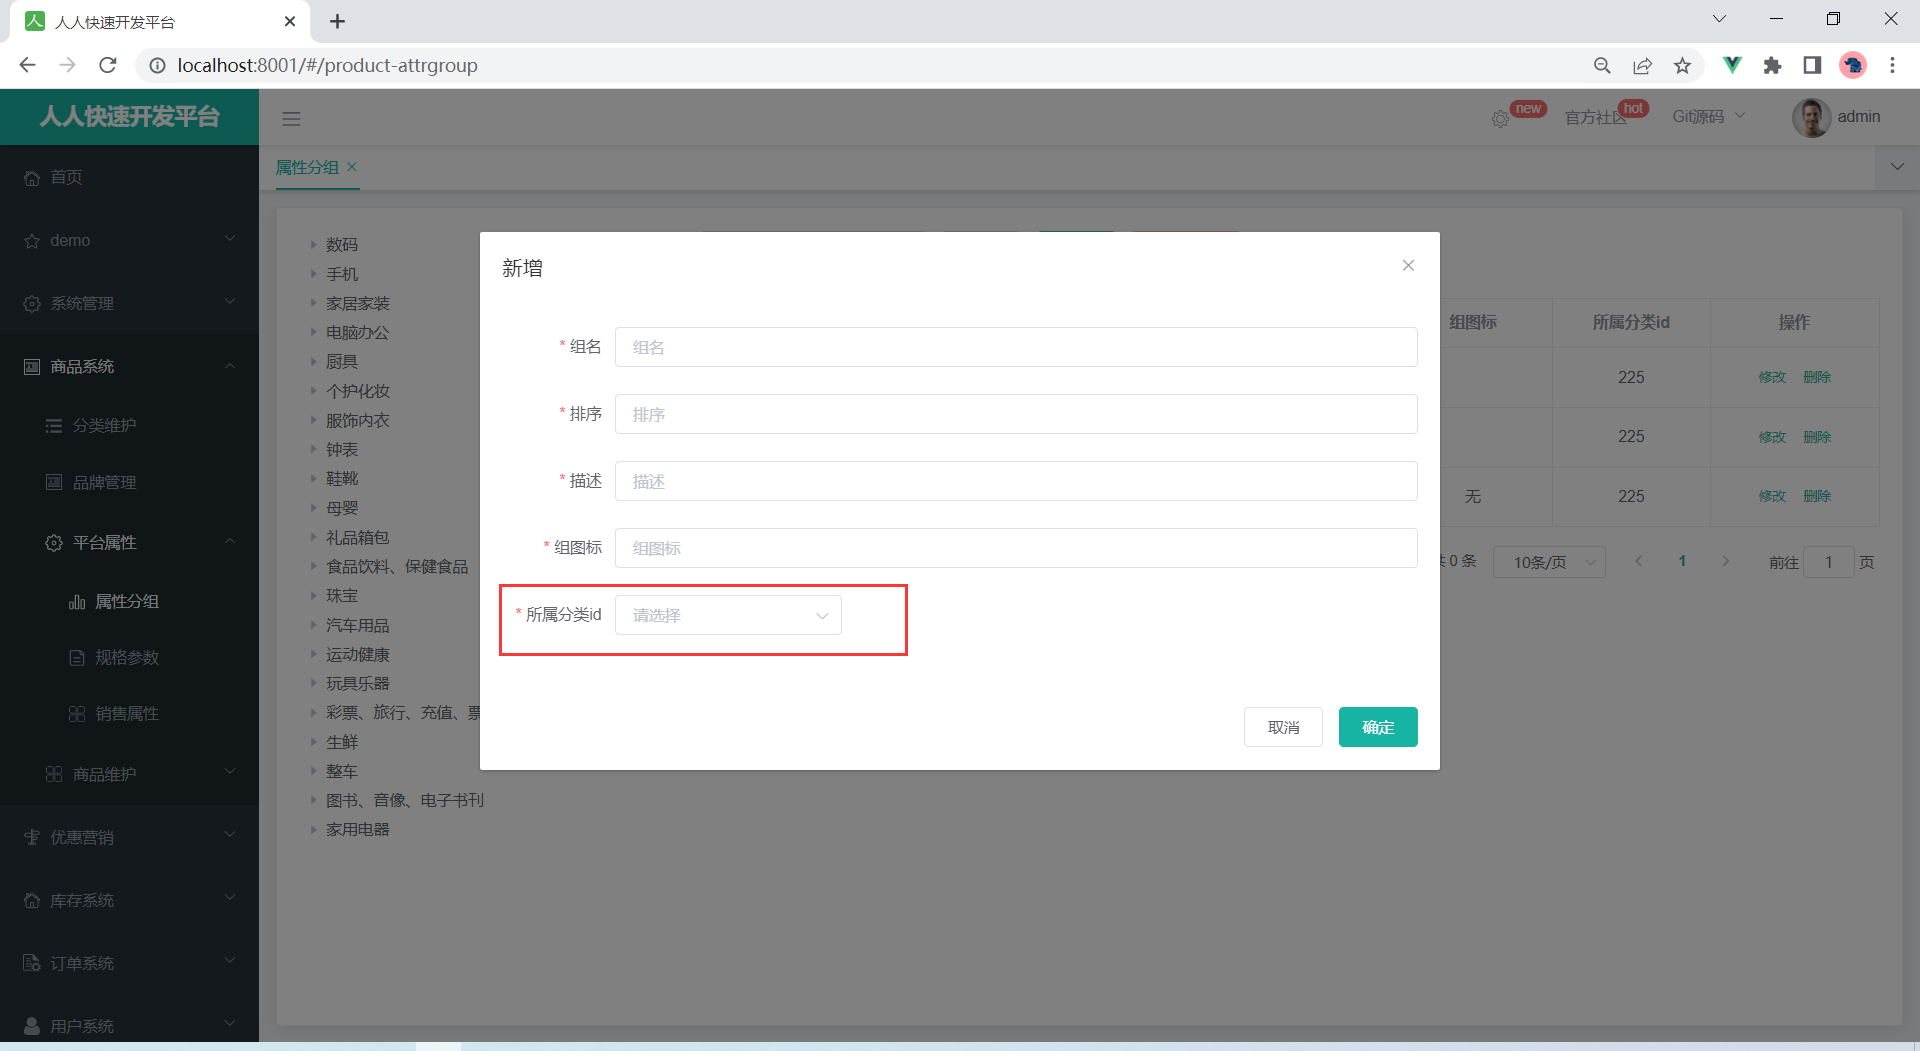 人人快速开发平台
localhost:8001/#/product-attrgroup
人人快速开发平台
new
官方社区
hot
Git源码
admin
属性分组
首页
demo
系统管理
商品系统
分类维护
品牌管理
平台属性
属性分组
规格参数
销售属性
商品维护
优惠营销
库存系统
订单系统
用户系统
数码
手机
家居家装
电脑办公
厨具
个护化妆
服饰内衣
钟表
鞋靴
母婴
礼品箱包
食品饮料、保健食品
珠宝
汽车用品
运动健康
玩具乐器
彩票、旅行、充值、票
生鲜
整车
图书、音像、电子书刊
家用电器
新增
* 组名 组名
* 排序 排序
* 描述 描述
* 组图标 组图标
* 所属分类id 请选择
取消 确定
组图标 所属分类id 操作
225 修改 删除
225 修改 删除
无 225 修改 删除
共 0 条 10条/页 1 前往 1 页